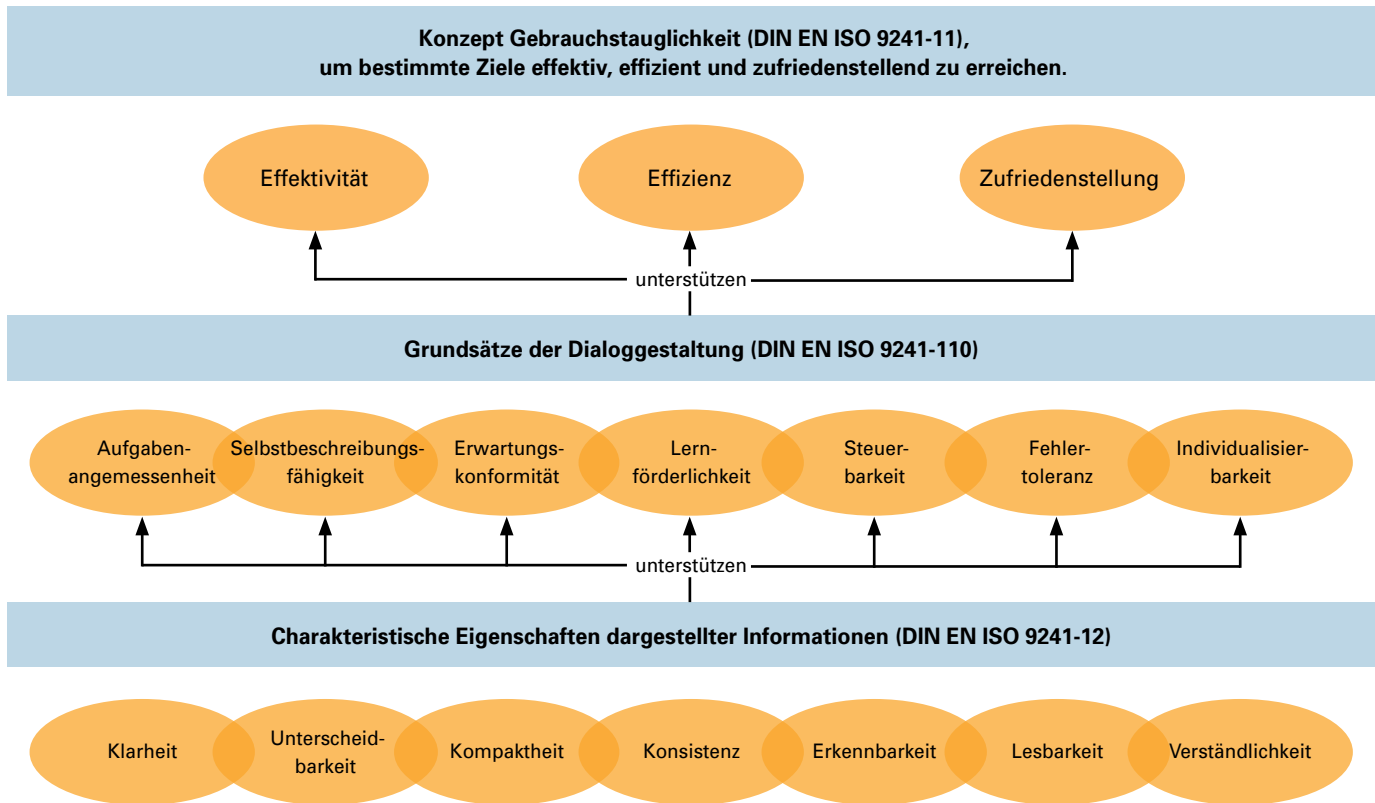 Konzept Gebrauchstauglichkeit (DIN EN ISO 9241-11),
um bestimmte Ziele effektiv, effizient und zufriedenstellend zu erreichen.
Effektivität
Effizienz
Zufriedenstellung
unterstützen
Grundsätze der Dialoggestaltung (DIN EN ISO 9241-110)
Aufgaben-
angemessenheit
Selbstbeschreibungs-
fähigkeit
Erwartungs-
konformität
Lern-
förderlichkeit
Steuer-
barkeit
Fehler-
toleranz
Individualisier-
barkeit
unterstützen
Charakteristische Eigenschaften dargestellter Informationen (DIN EN ISO 9241-12)
Klarheit
Unterscheid-
barkeit
Kompaktheit
Konsistenz
Erkennbarkeit
Lesbarkeit
Verständlichkeit